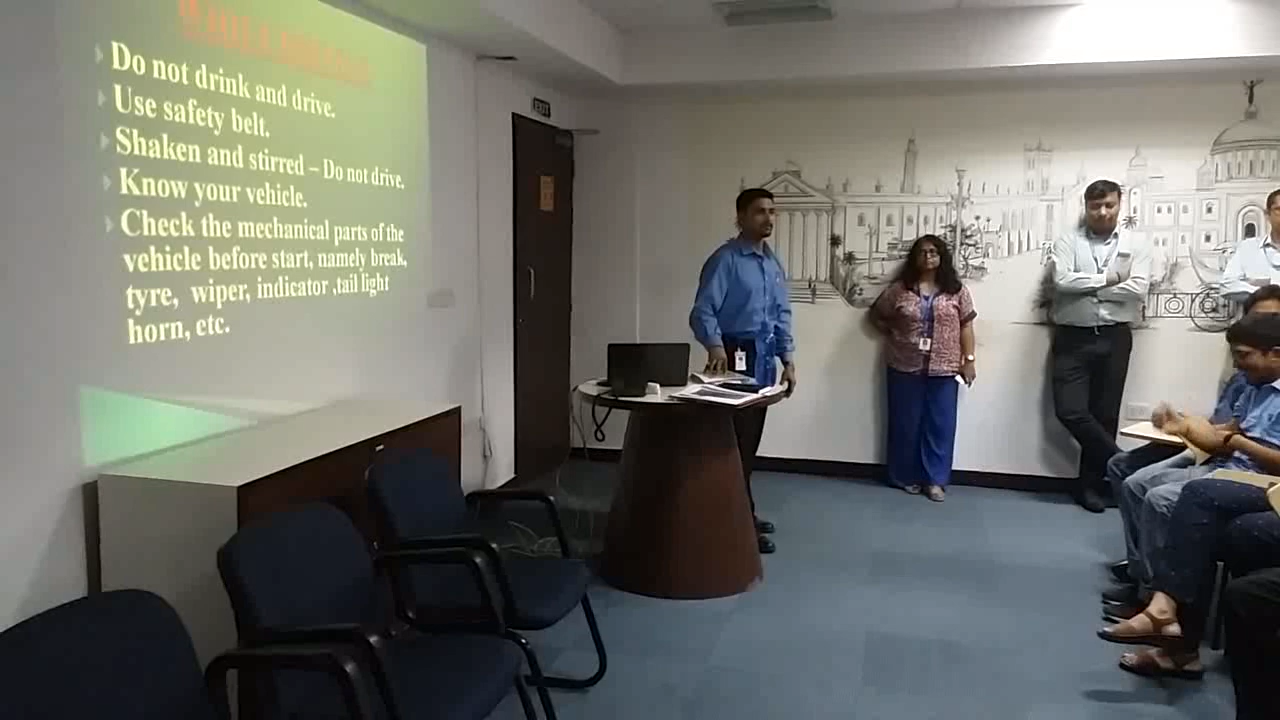 Do not drink and drive.
Use safety belt.
Shaken and stirred – Do not drive.
Know your vehicle.
Check the mechanical parts of the
vehicle before start, namely break,
tyre, wiper, indicator ,tail light
horn, etc.
EXIT